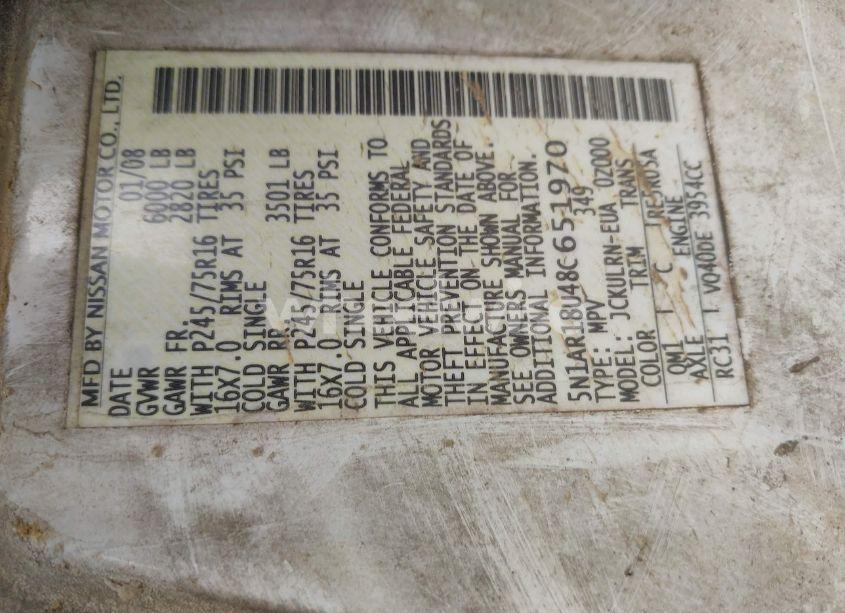 MFD BY NISSAN MOTOR CO., LTD.
DATE 01/08
GVWR 6000 LB
GAWR FR. 2820 LB
WITH P245/75R16 TIRES
16X7.0 RIMS AT 35 PSI
COLD SINGLE
GAWR RR. 3501 LB
WITH P245/75R16 TIRES
16X7.0 RIMS AT 35 PSI
COLD SINGLE
THIS VEHICLE CONFORMS TO
ALL APPLICABLE FEDERAL
MOTOR VEHICLE SAFETY AND
THEFT PREVENTION STANDARDS
IN EFFECT ON THE DATE OF
MANUFACTURE SHOWN ABOVE.
SEE OWNERS MANUAL FOR
ADDITIONAL INFORMATION.
5N1AR18U48C651970
TYPE: MPV 349
MODEL: JCKULRN-EUA 0Z000
COLOR TRIM TRANS
QM1 C RE5R05A
AXLE ENGINE
RC31 VQ40DE 3954CC